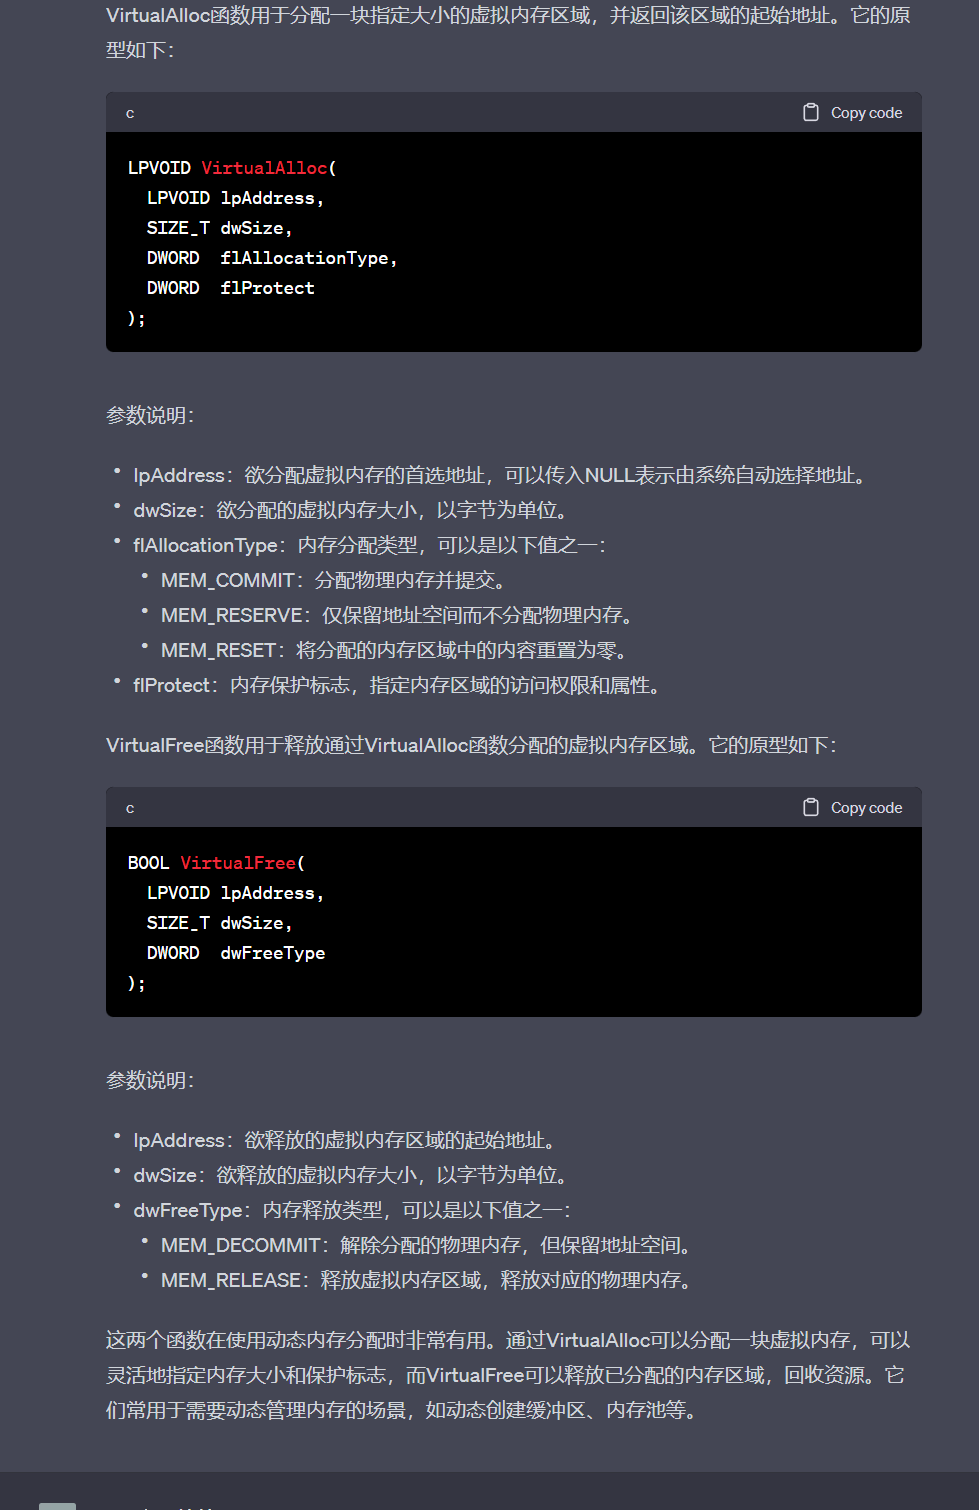 VirtualAlloc函数用于分配一块指定大小的虚拟内存区域，并返回该区域的起始地址。它的原
型如下：
c
Copy code
LPVOID VirtualAlloc(
  LPVOID lpAddress,
  SIZE_T dwSize,
  DWORD  flAllocationType,
  DWORD  flProtect
);
参数说明：
• lpAddress：欲分配虚拟内存的首选地址，可以传入NULL表示由系统自动选择地址。
• dwSize：欲分配的虚拟内存大小，以字节为单位。
• flAllocationType：内存分配类型，可以是以下值之一：
• MEM_COMMIT：分配物理内存并提交。
• MEM_RESERVE：仅保留地址空间而不分配物理内存。
• MEM_RESET：将分配的内存区域中的内容重置为零。
• flProtect：内存保护标志，指定内存区域的访问权限和属性。
VirtualFree函数用于释放通过VirtualAlloc函数分配的虚拟内存区域。它的原型如下：
c
Copy code
BOOL VirtualFree(
  LPVOID lpAddress,
  SIZE_T dwSize,
  DWORD  dwFreeType
);
参数说明：
• lpAddress：欲释放的虚拟内存区域的起始地址。
• dwSize：欲释放的虚拟内存大小，以字节为单位。
• dwFreeType：内存释放类型，可以是以下值之一：
• MEM_DECOMMIT：解除分配的物理内存，但保留地址空间。
• MEM_RELEASE：释放虚拟内存区域，释放对应的物理内存。
这两个函数在使用动态内存分配时非常有用。通过VirtualAlloc可以分配一块虚拟内存，可以
灵活地指定内存大小和保护标志，而VirtualFree可以释放已分配的内存区域，回收资源。它
们常用于需要动态管理内存的场景，如动态创建缓冲区、内存池等。